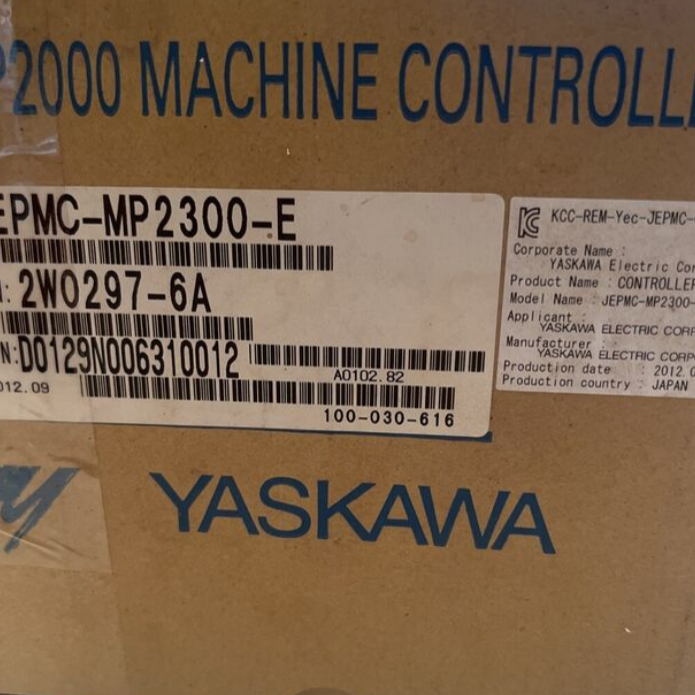 P2000 MACHINE CONTROLLE
EPMC-MP2300-E
: 2W0297-6A
N:D0129N006310012
A0102.82
012.09
100-030-616
KCC-REM-Yec-JEPMC-
Corporate Name :
YASKAWA Electric Cor
Product Name : CONTROLLER
Model Name : JEPMC-MP2300-
Applicant :
YASKAWA ELECTRIC CORP
Manufacturer :
YASKAWA ELECTRIC CORP
Production date : 2012.0
Production country : JAPAN
YASKAWA